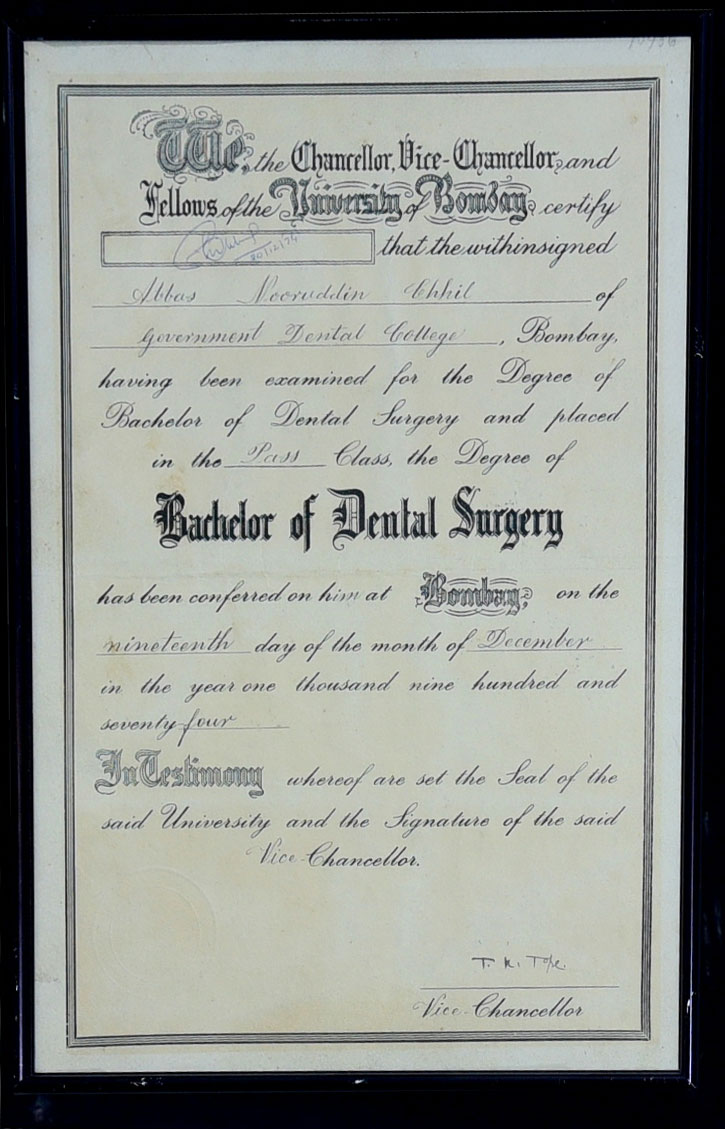 We, the Chancellor, Vice-Chancellor, and
Fellows of the University of Bombay, certify
that the withinsigned
20/12/74
Abbas Nooruddin Chhil of
Government Dental College, Bombay,
having been examined for the Degree of
Bachelor of Dental Surgery and placed
in the Pass Class, the Degree of
Bachelor of Dental Surgery
has been conferred on him at Bombay, on the
nineteenth day of the month of December
in the year one thousand nine hundred and
seventy four
In Testimony whereof are set the Seal of the
said University and the Signature of the said
Vice-Chancellor.
T. K. Tope
Vice-Chancellor